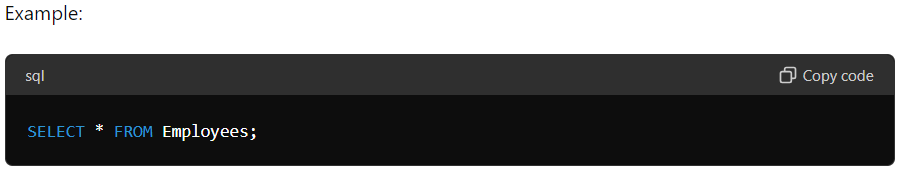 Example:
sql
Copy code
SELECT * FROM Employees;